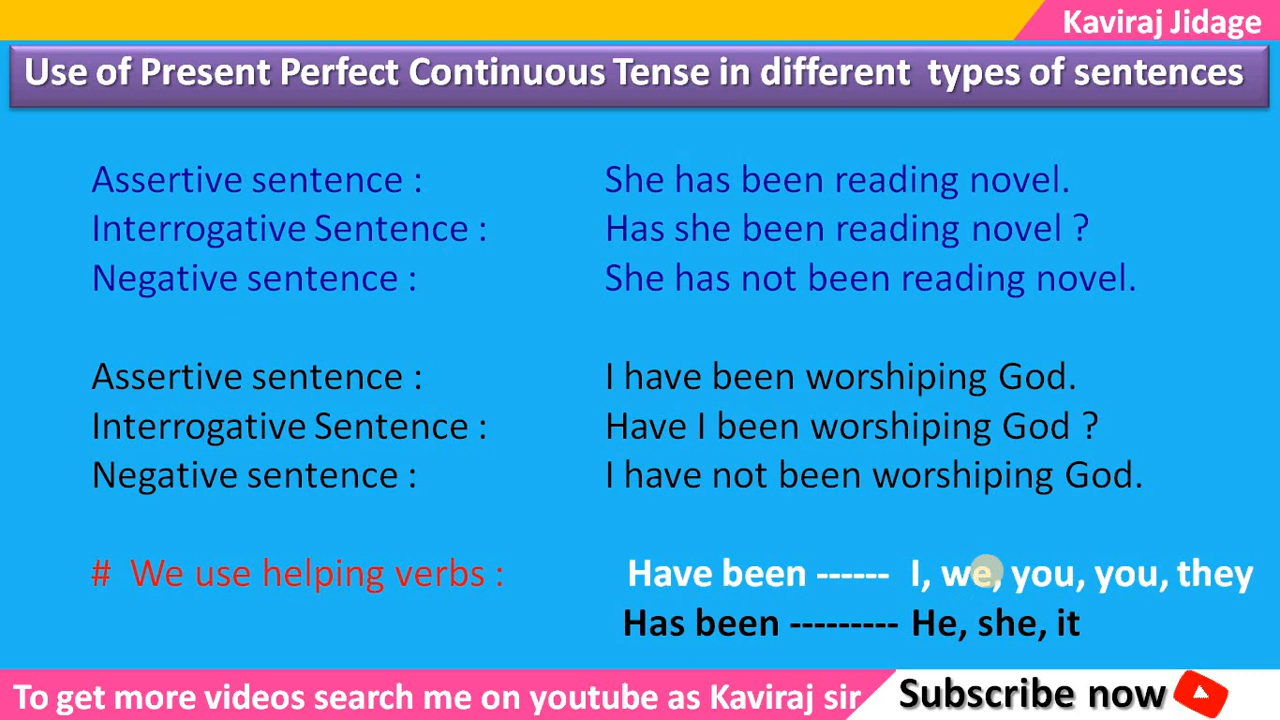 Kaviraj Jidage
Use of Present Perfect Continuous Tense in different types of sentences
Assertive sentence : She has been reading novel.
Interrogative Sentence : Has she been reading novel ?
Negative sentence : She has not been reading novel.
Assertive sentence : I have been worshiping God.
Interrogative Sentence : Have I been worshiping God ?
Negative sentence : I have not been worshiping God.
# We use helping verbs : Have been ------ I, we, you, you, they
Has been --------- He, she, it
To get more videos search me on youtube as Kaviraj sir
Subscribe now